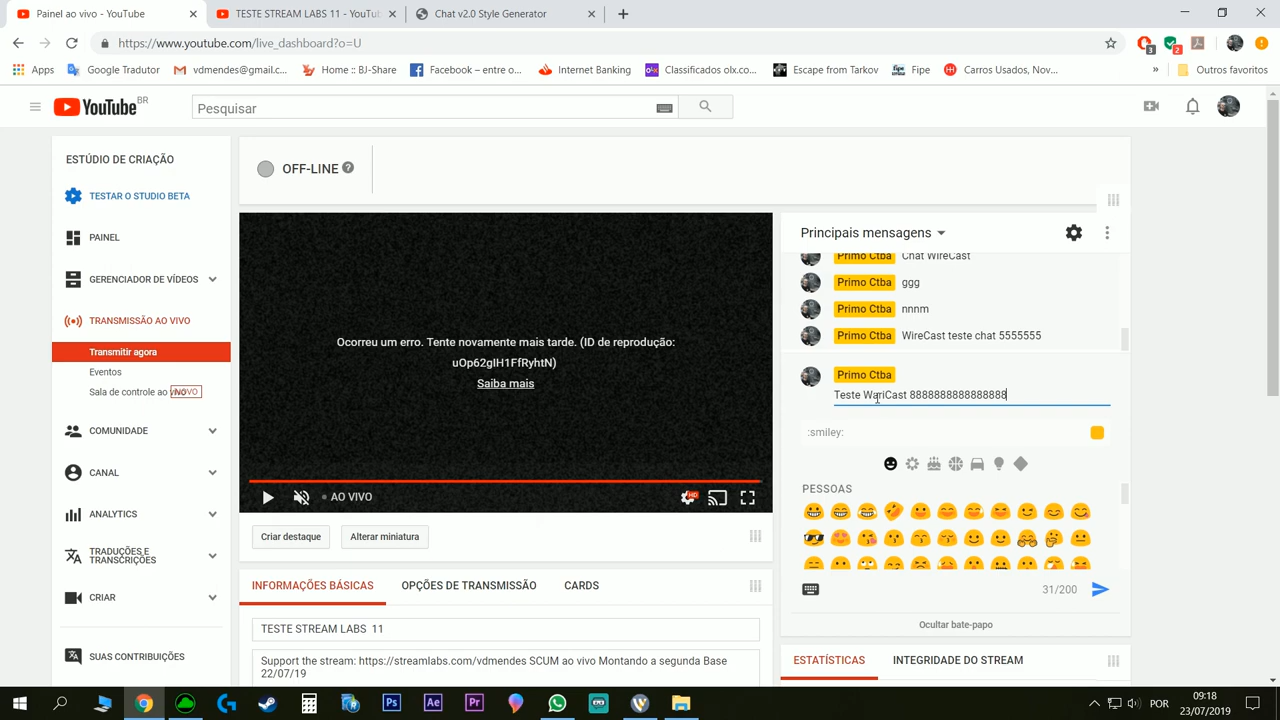 Painel ao vivo - YouTube
TESTE STREAM LABS 11 - YouTu
Chat v2.0 Style Generator
https://www.youtube.com/live_dashboard?o=U
3
2
Apps
Google Tradutor
vdmendes@gmail.c...
Home :: BJ-Share
Facebook – entre o...
Internet Banking
Classificados olx.co...
Escape from Tarkov
Fipe
Carros Usados, Nov...
»
Outros favoritos
YouTube BR
Pesquisar
ESTÚDIO DE CRIAÇÃO
TESTAR O STUDIO BETA
PAINEL
GERENCIADOR DE VÍDEOS
TRANSMISSÃO AO VIVO
Transmitir agora
Eventos
Sala de controle ao vivo NOVO
COMUNIDADE
CANAL
ANALYTICS
TRADUÇÕES E
TRANSCRIÇÕES
CRIAR
SUAS CONTRIBUIÇÕES
OFF-LINE ?
Ocorreu um erro. Tente novamente mais tarde. (ID de reprodução:
uOp62gIH1FfRyhtN)
Saiba mais
AO VIVO
HD
Criar destaque
Alterar miniatura
INFORMAÇÕES BÁSICAS
OPÇÕES DE TRANSMISSÃO
CARDS
TESTE STREAM LABS 11
Support the stream: https://streamlabs.com/vdmendes SCUM ao vivo Montando a segunda Base
22/07/19
Principais mensagens
Primo Ctba Chat WireCast
Primo Ctba ggg
Primo Ctba nnnm
Primo Ctba WireCast teste chat 5555555
Primo Ctba
Teste WariCast 8888888888888888
:smiley:
PESSOAS
31/200
Ocultar bate-papo
ESTATÍSTICAS
INTEGRIDADE DO STREAM
Ps
Ae
Pr
POR
09:18
23/07/2019